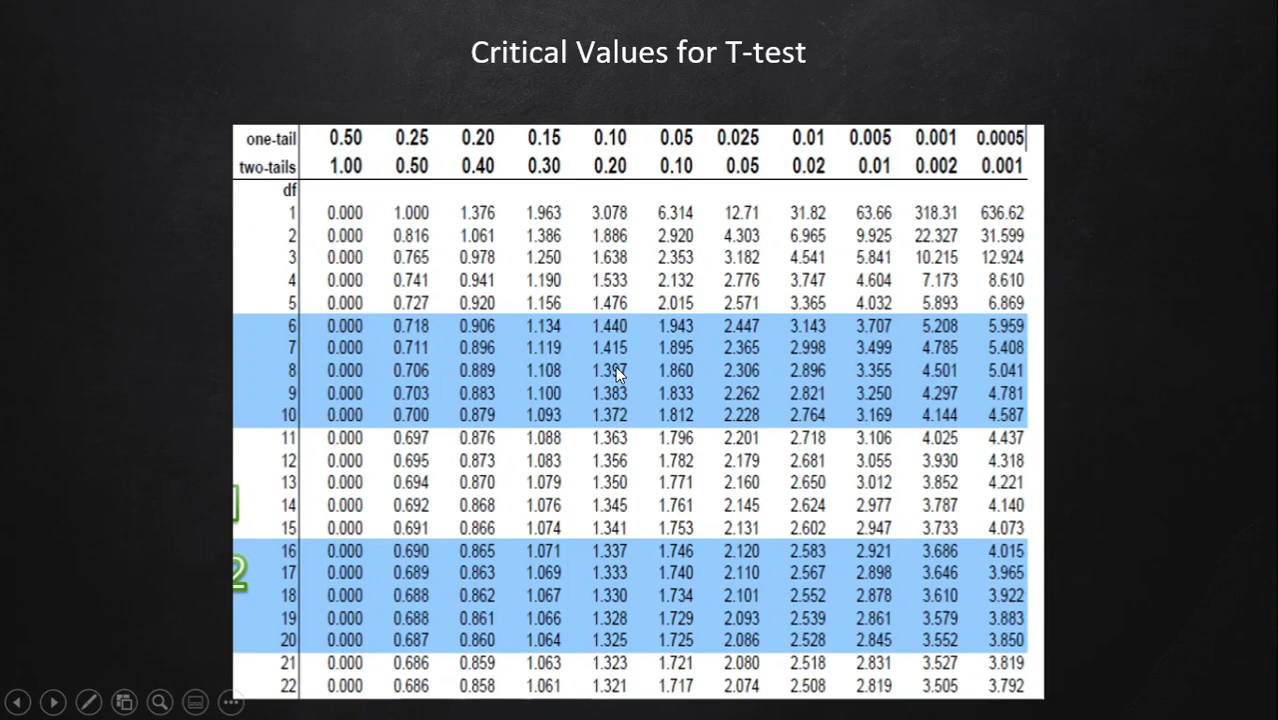 Critical Values for T-test
one-tail 0.50 0.25 0.20 0.15 0.10 0.05 0.025 0.01 0.005 0.001 0.0005
two-tails 1.00 0.50 0.40 0.30 0.20 0.10 0.05 0.02 0.01 0.002 0.001
df
1 0.000 1.000 1.376 1.963 3.078 6.314 12.71 31.82 63.66 318.31 636.62
2 0.000 0.816 1.061 1.386 1.886 2.920 4.303 6.965 9.925 22.327 31.599
3 0.000 0.765 0.978 1.250 1.638 2.353 3.182 4.541 5.841 10.215 12.924
4 0.000 0.741 0.941 1.190 1.533 2.132 2.776 3.747 4.604 7.173 8.610
5 0.000 0.727 0.920 1.156 1.476 2.015 2.571 3.365 4.032 5.893 6.869
6 0.000 0.718 0.906 1.134 1.440 1.943 2.447 3.143 3.707 5.208 5.959
7 0.000 0.711 0.896 1.119 1.415 1.895 2.365 2.998 3.499 4.785 5.408
8 0.000 0.706 0.889 1.108 1.397 1.860 2.306 2.896 3.355 4.501 5.041
9 0.000 0.703 0.883 1.100 1.383 1.833 2.262 2.821 3.250 4.297 4.781
10 0.000 0.700 0.879 1.093 1.372 1.812 2.228 2.764 3.169 4.144 4.587
11 0.000 0.697 0.876 1.088 1.363 1.796 2.201 2.718 3.106 4.025 4.437
12 0.000 0.695 0.873 1.083 1.356 1.782 2.179 2.681 3.055 3.930 4.318
13 0.000 0.694 0.870 1.079 1.350 1.771 2.160 2.650 3.012 3.852 4.221
14 0.000 0.692 0.868 1.076 1.345 1.761 2.145 2.624 2.977 3.787 4.140
15 0.000 0.691 0.866 1.074 1.341 1.753 2.131 2.602 2.947 3.733 4.073
2 16 0.000 0.690 0.865 1.071 1.337 1.746 2.120 2.583 2.921 3.686 4.015
17 0.000 0.689 0.863 1.069 1.333 1.740 2.110 2.567 2.898 3.646 3.965
18 0.000 0.688 0.862 1.067 1.330 1.734 2.101 2.552 2.878 3.610 3.922
19 0.000 0.688 0.861 1.066 1.328 1.729 2.093 2.539 2.861 3.579 3.883
20 0.000 0.687 0.860 1.064 1.325 1.725 2.086 2.528 2.845 3.552 3.850
21 0.000 0.686 0.859 1.063 1.323 1.721 2.080 2.518 2.831 3.527 3.819
22 0.000 0.686 0.858 1.061 1.321 1.717 2.074 2.508 2.819 3.505 3.792